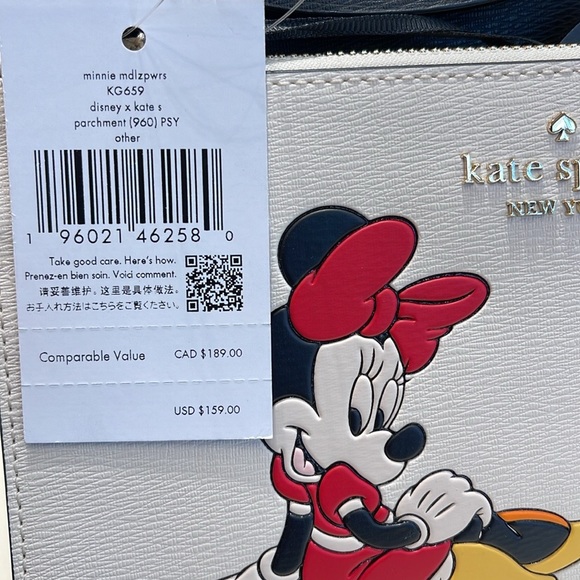 minnie mdlzpwrs
KG659
disney x kate s
parchment (960) PSY
other
1 96021 46258 0
Take good care. Here's how.
Prenez-en bien soin. Voici comment.
请妥善维护。这里是具体做法。
お手入れ方法はこちらをご覧ください。
Comparable Value CAD $189.00
USD $159.00
kate sp
NEW YO